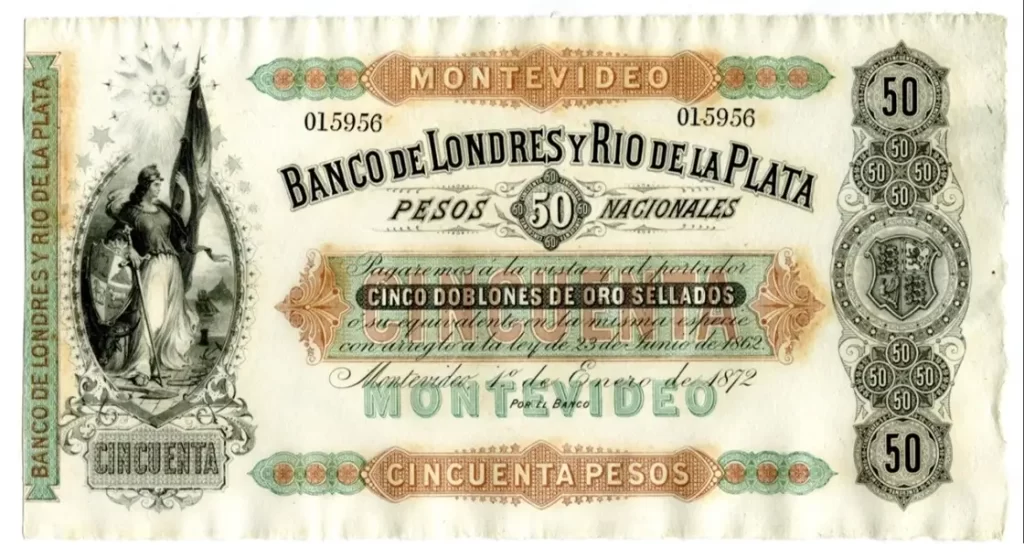 BANCO DE LONDRES Y RIO DE LA PLATA
MONTEVIDEO
015956 015956
BANCO DE LONDRES Y RIO DE LA PLATA
PESOS 50 NACIONALES
CINCUENTA
Pagaremos á la vista y al portador
CINCO DOBLONES DE ORO SELLADOS
o su equivalente en la misma especie
con arreglo á la ley de 23 de Junio de 1862
Montevideo 1º de Enero de 1872
MONTEVIDEO
POR EL BANCO
CINCUENTA
CINCUENTA PESOS
50
50
50 50
50
50
50 50
50
50